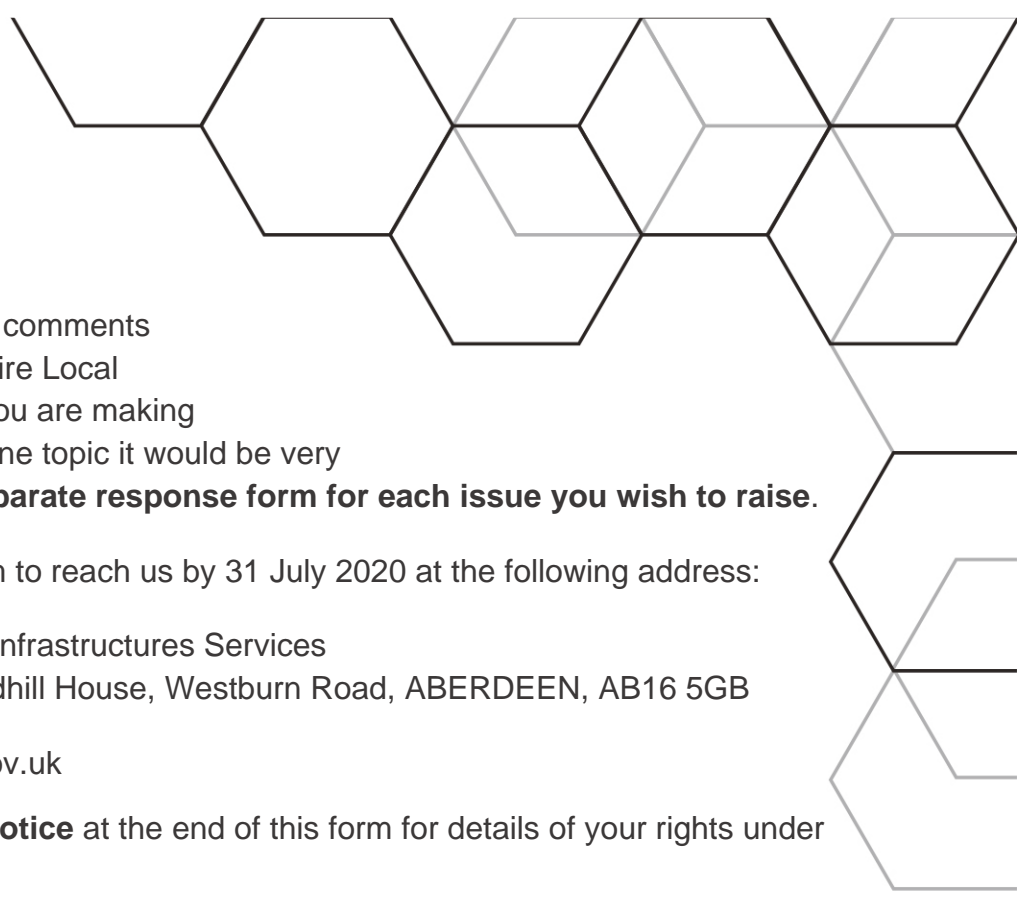 comments
ire Local
ou are making
ne topic it would be very
parate response form for each issue you wish to raise.
n to reach us by 31 July 2020 at the following address:
nfrastructures Services
dhill House, Westburn Road, ABERDEEN, AB16 5GB
ov.uk
otice at the end of this form for details of your rights under